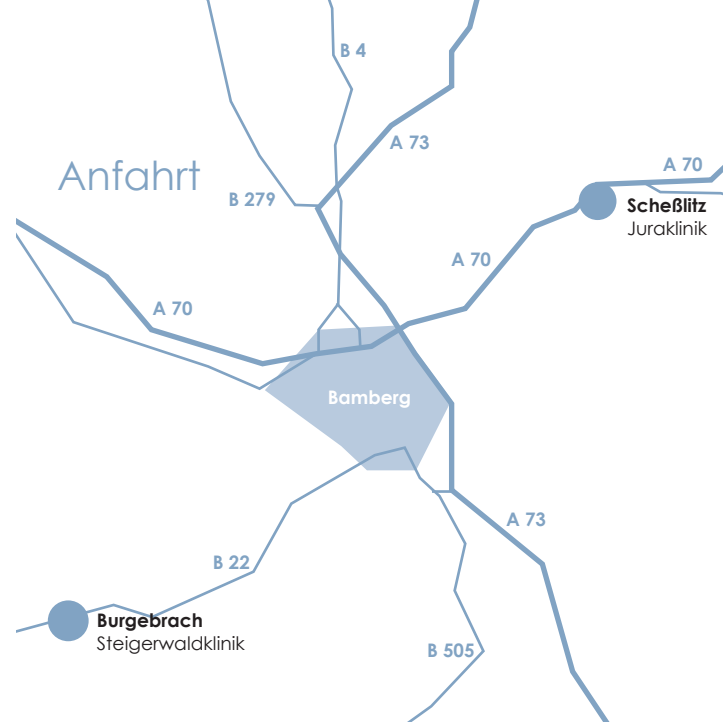 B 4
A 73
Anfahrt
A 70
B 279
Scheßlitz
Juraklinik
A 70
A 70
Bamberg
A 73
B 22
Burgebrach
Steigerwaldklinik
B 505